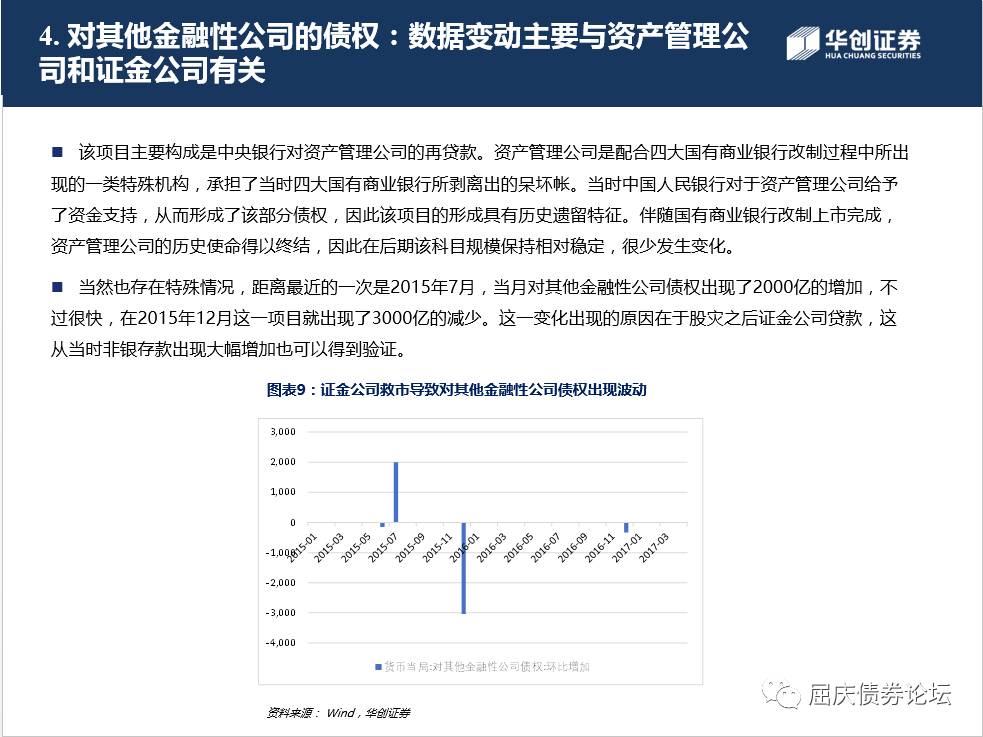 4. 对其他金融性公司的债权：数据变动主要与资产管理公
司和证金公司有关
华创证券
HUA CHUANG SECURITIES
■ 该项目主要构成是中央银行对资产管理公司的再贷款。资产管理公司是配合四大国有商业银行改制过程中所出
现的一类特殊机构，承担了当时四大国有商业银行所剥离出的呆坏帐。当时中国人民银行对于资产管理公司给予
了资金支持，从而形成了该部分债权，因此该项目的形成具有历史遗留特征。伴随国有商业银行改制上市完成，
资产管理公司的历史使命得以终结，因此在后期该科目规模保持相对稳定，很少发生变化。
■ 当然也存在特殊情况，距离最近的一次是2015年7月，当月对其他金融性公司债权出现了2000亿的增加，不
过很快，在2015年12月这一项目就出现了3000亿的减少。这一变化出现的原因在于股灾之后证金公司贷款，这
从当时非银存款出现大幅增加也可以得到验证。
图表9：证金公司救市导致对其他金融性公司债权出现波动
3,000
2,000
1,000
0
-1,000
-2,000
-3,000
-4,000
2015-01
2015-03
2015-05
2015-07
2015-09
2015-11
2016-01
2016-03
2016-05
2016-07
2016-09
2016-11
2017-01
2017-03
货币当局:对其他金融性公司债权:环比增加
资料来源： Wind，华创证券
屈庆债券论坛